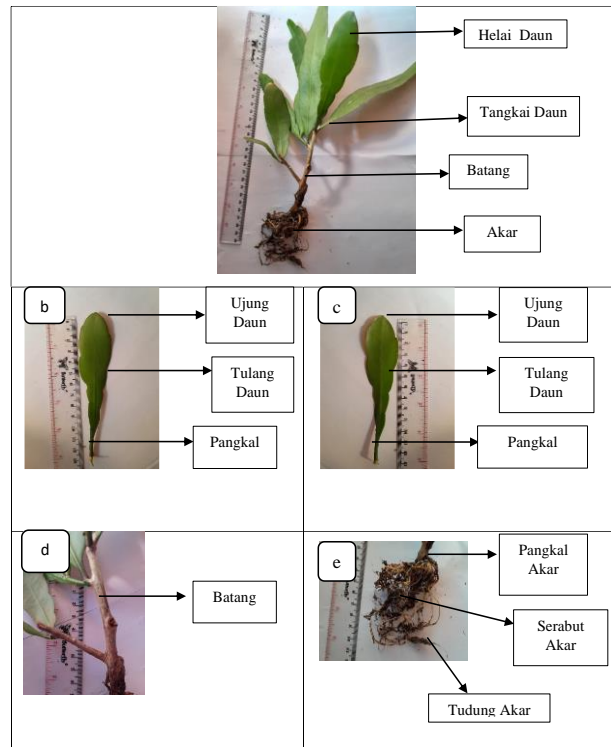 Helai Daun
Tangkai Daun
Batang
Akar
b
Ujung
Daun
Tulang
Daun
Pangkal
c
Ujung
Daun
Tulang
Daun
Pangkal
d
Batang
e
Pangkal
Akar
Serabut
Akar
Tudung Akar